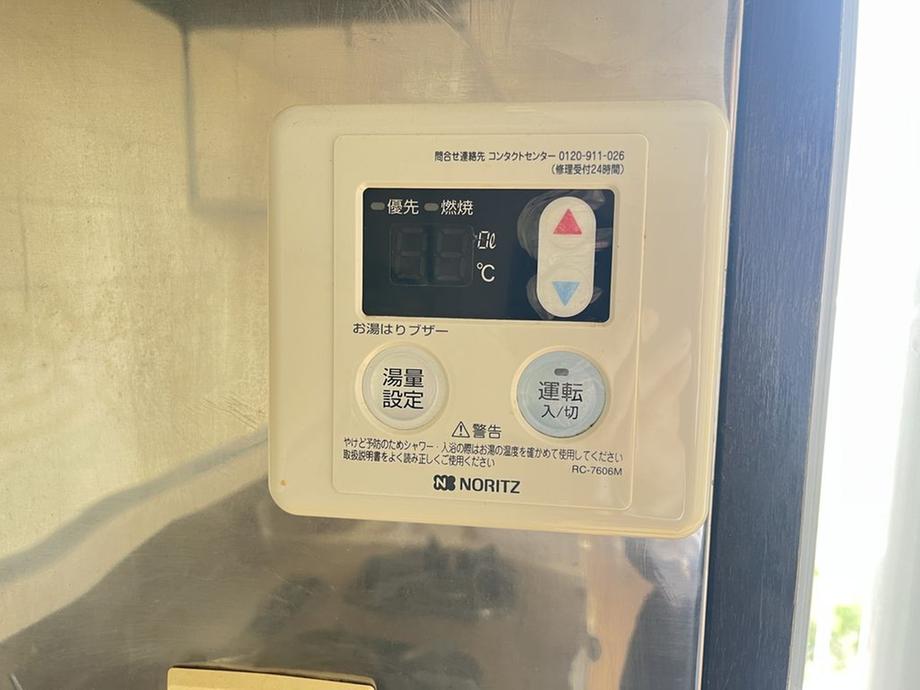 問合せ連絡先 コンタクトセンター 0120-911-026
(修理受付24時間)
優先 燃焼
0ℓ
℃
お湯はりブザー
湯量
設定
運転
入/切
⚠警告
やけど予防のためシャワー・入浴の際はお湯の温度を確かめて使用してください
取扱説明書をよく読み正しくご使用ください
RC-7606M
NORITZ